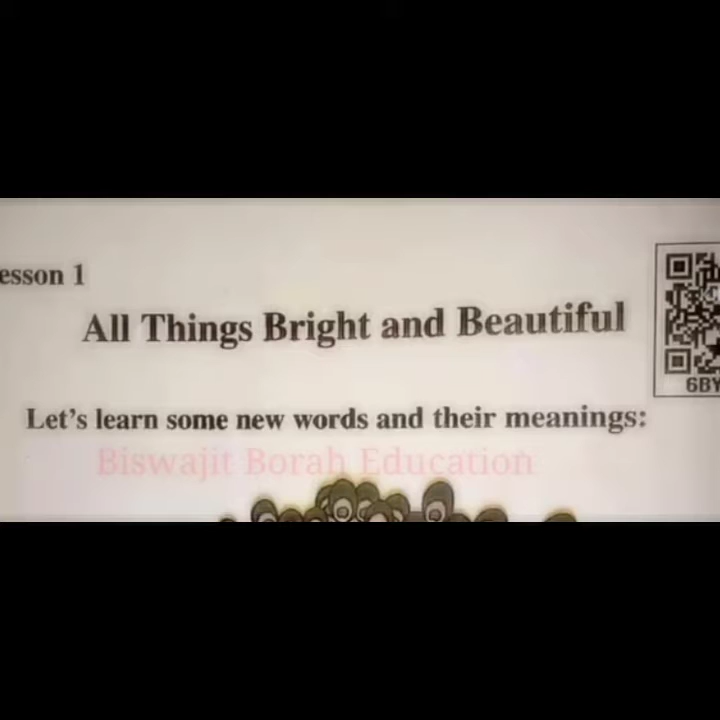 esson 1
All Things Bright and Beautiful
6BY
Let's learn some new words and their meanings:
Biswajit Borah Education